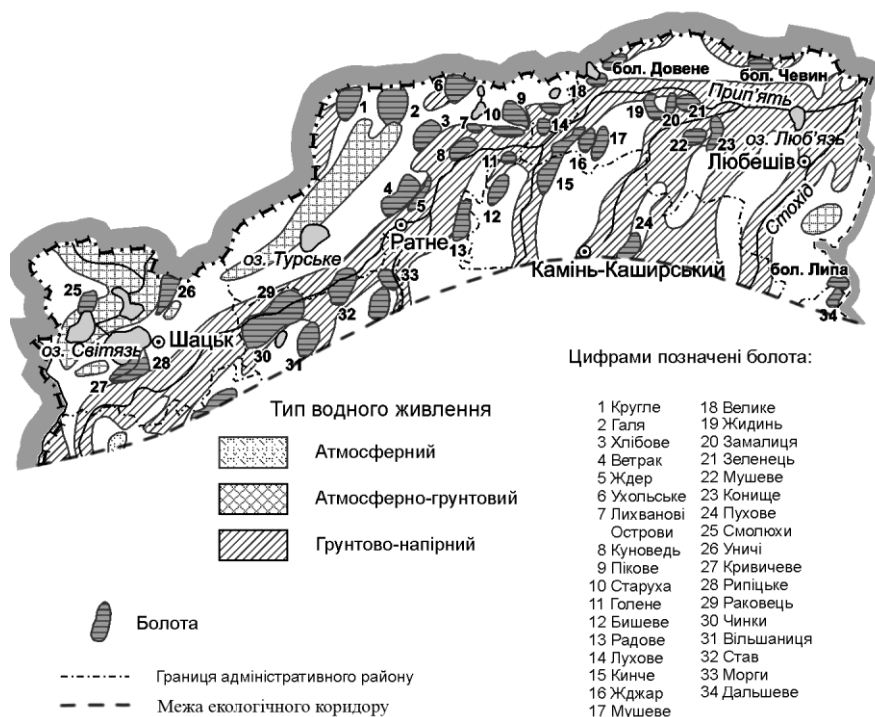 6
1
2
3
7
10
9
18
бол. Довене
бол. Чевин
Прип'ять
19
20
21
14
17
16
22
23
оз. Люб'язь
Любешів
8
11
15
4
5
12
Стохід
Ратне
13
24
оз. Турське
Камінь-Каширський
бол. Липа
33
34
25
26
29
32
оз. Світязь
Шацьк
28
27
30
31
Цифрами позначені болота:
Тип водного живлення
Атмосферний
Атмосферно-грунтовий
Грунтово-напірний
Болота
Границя адміністративного району
Межа екологічного коридору
1 Кругле
2 Галя
3 Хлібове
4 Ветрак
5 Ждер
6 Ухольське
7 Лихванові
Острови
8 Куноведь
9 Пікове
10 Старуха
11 Голене
12 Бишеве
13 Радове
14 Лухове
15 Кинче
16 Жджар
17 Мушеве
18 Велике
19 Жидинь
20 Замалиця
21 Зеленець
22 Мушеве
23 Конище
24 Пухове
25 Смолюхи
26 Уничі
27 Кривичеве
28 Рипіцьке
29 Раковець
30 Чинки
31 Вільшаниця
32 Став
33 Морги
34 Дальшеве